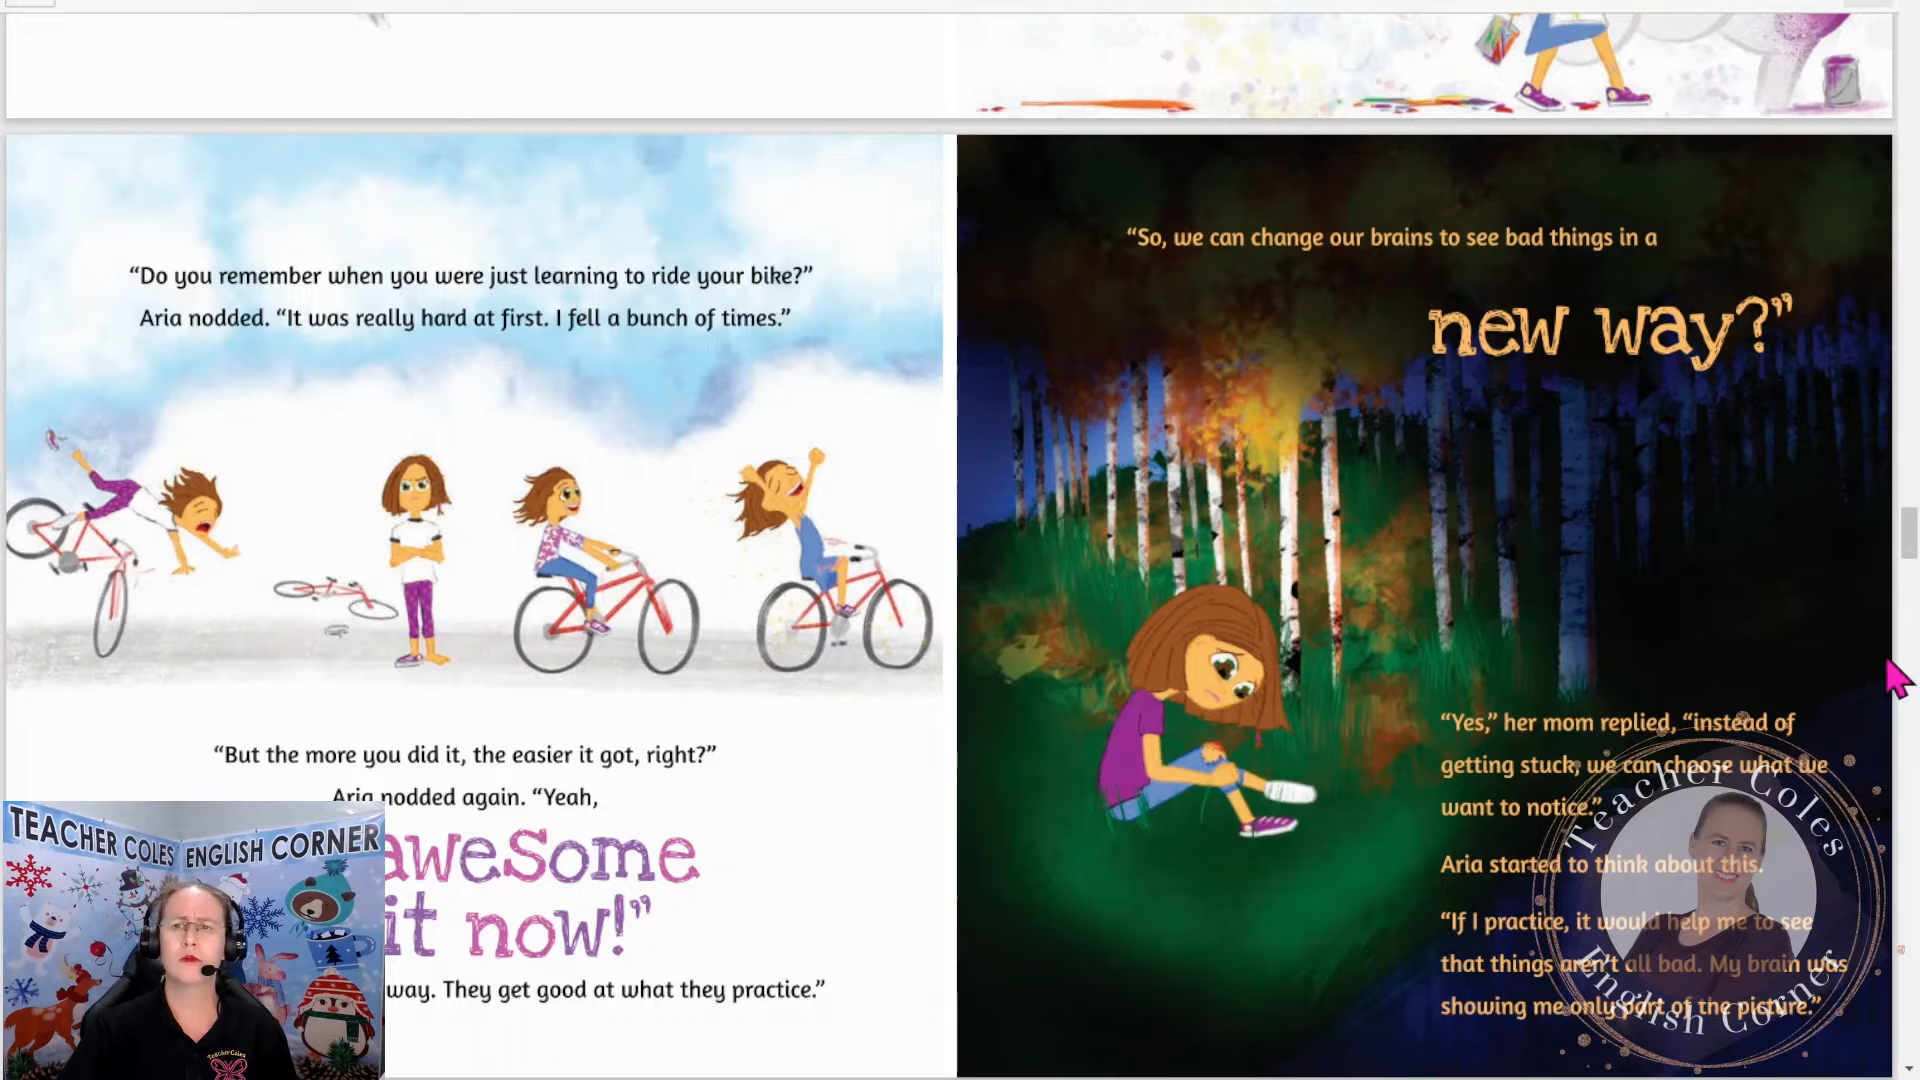 “Do you remember when you were just learning to ride your bike?”
Aria nodded. “It was really hard at first. I fell a bunch of times.”
“But the more you did it, the easier it got, right?”
Aria nodded again. “Yeah,
awesome
it now!”
way. They get good at what they practice.”
“So, we can change our brains to see bad things in a
new way?”
“Yes,” her mom replied, “instead of
getting stuck, we can choose what we
want to notice.”
Aria started to think about this.
“If I practice, it would help me to see
that things aren’t all bad. My brain was
showing me only part of the picture.”
TEACHER COLES ENGLISH CORNER
Teacher Coles
Teacher Coles
English Corner